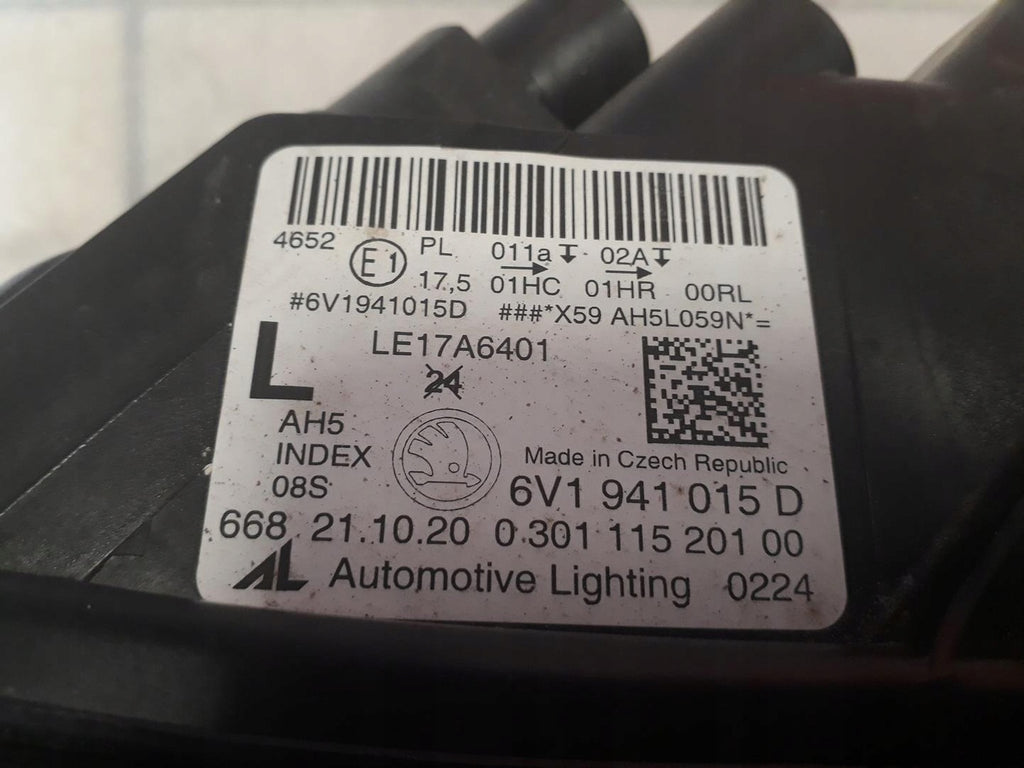 4652 E1 PL 011a 02A
17,5 01HC 01HR 00RL
#6V1941015D ###*X59 AH5L059N*=
L LE17A6401
24
AH5
INDEX Made in Czech Republic
08S 6V1 941 015 D
668 21.10.20 0 301 115 201 00
AL Automotive Lighting 0224